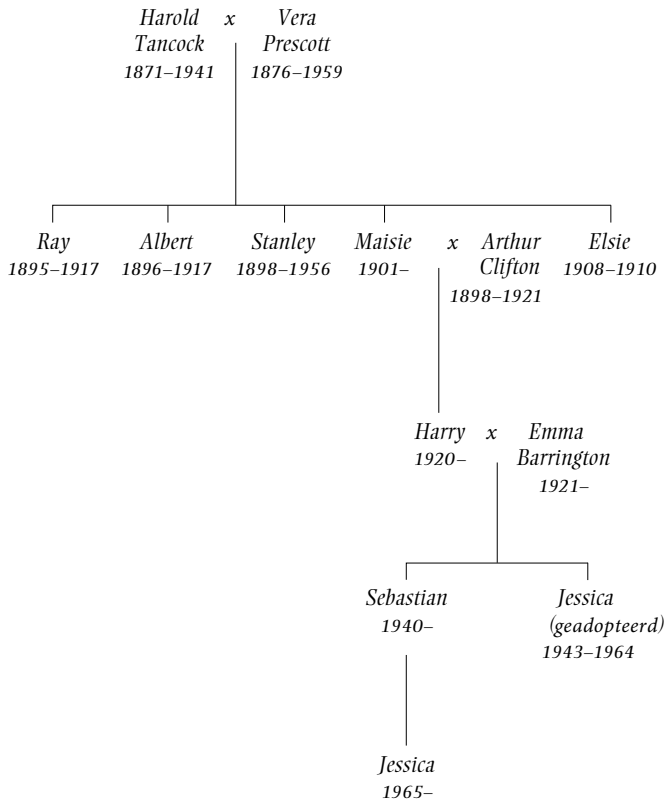 Harold x Vera
Tancock Prescott
1871–1941 1876–1959
Ray Albert Stanley Maisie x Arthur Elsie
1895–1917 1896–1917 1898–1956 1901– Clifton 1908–1910
1898–1921
Harry x Emma
1920– Barrington
1921–
Sebastian Jessica
1940– (geadopteerd)
1943–1964
Jessica
1965–